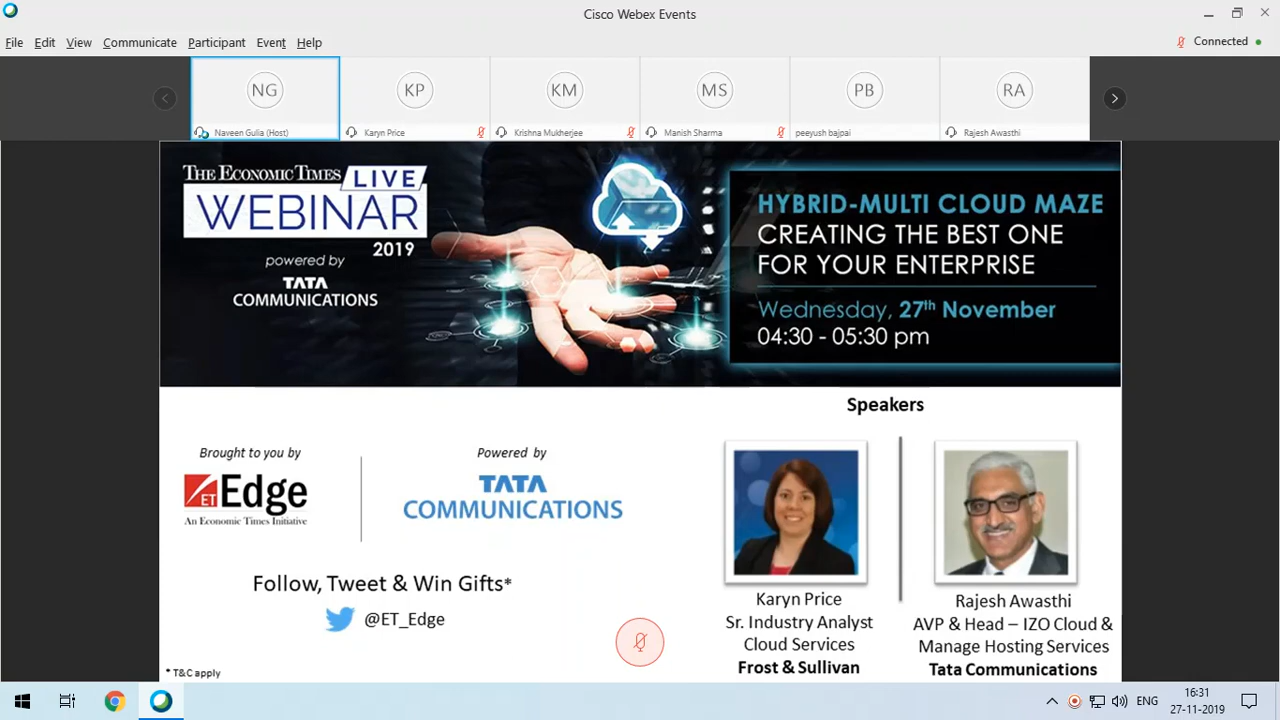 Cisco Webex Events
File Edit View Communicate Participant Event Help
Connected
NG KP KM MS PB RA
Naveen Gulia (Host) Karyn Price Krishna Mukherjee Manish Sharma peeyush bajpai Rajesh Awasthi
THE ECONOMIC TIMES LIVE
WEBINAR
2019
powered by
TATA
COMMUNICATIONS
HYBRID-MULTI CLOUD MAZE
CREATING THE BEST ONE
FOR YOUR ENTERPRISE
Wednesday, 27th November
04:30 - 05:30 pm
Speakers
Brought to you by
ET Edge
An Economic Times Initiative
Powered by
TATA
COMMUNICATIONS
Follow, Tweet & Win Gifts*
@ET_Edge
* T&C apply
Karyn Price
Sr. Industry Analyst
Cloud Services
Frost & Sullivan
Rajesh Awasthi
AVP & Head – IZO Cloud &
Manage Hosting Services
Tata Communications
ENG
16:31
27-11-2019